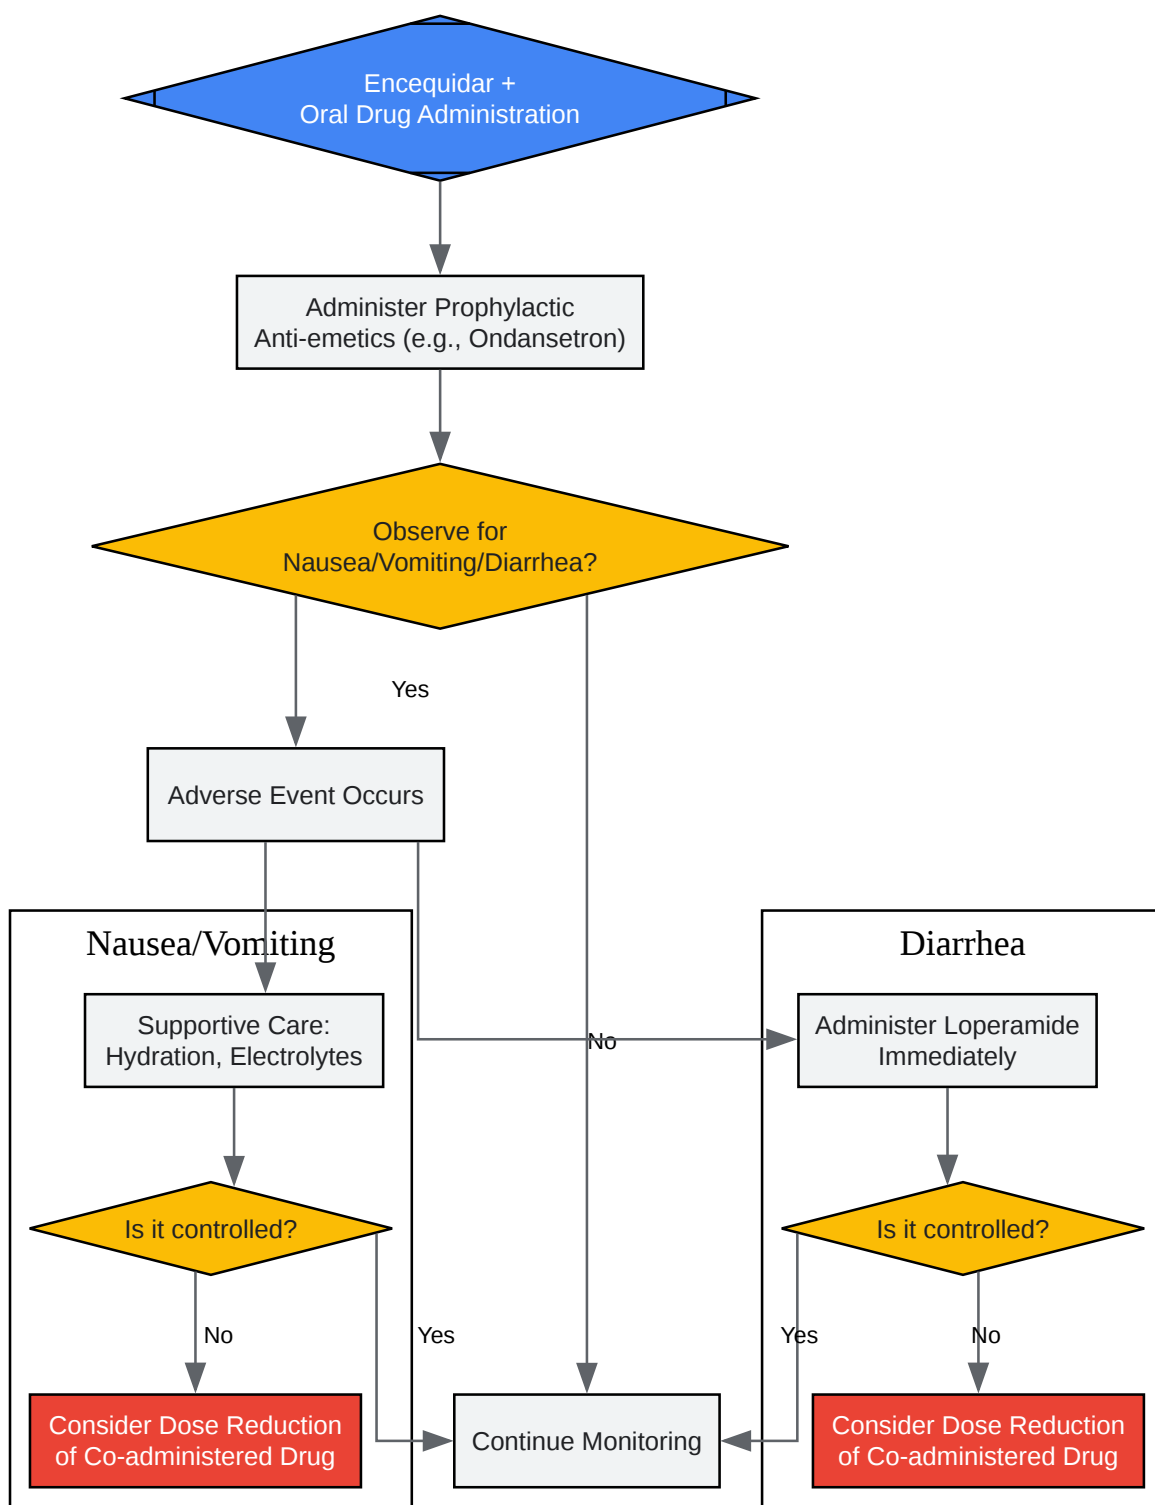 Encequidar +
Oral Drug Administration
Administer Prophylactic
Anti-emetics (e.g., Ondansetron)
Observe for
Nausea/Vomiting/Diarrhea?
Yes
Adverse Event Occurs
Nausea/Vomiting
Diarrhea
Supportive Care:
Hydration, Electrolytes
No
Administer Loperamide
Immediately
Is it controlled?
Is it controlled?
No
Yes
Yes
No
Consider Dose Reduction
of Co-administered Drug
Continue Monitoring
Consider Dose Reduction
of Co-administered Drug